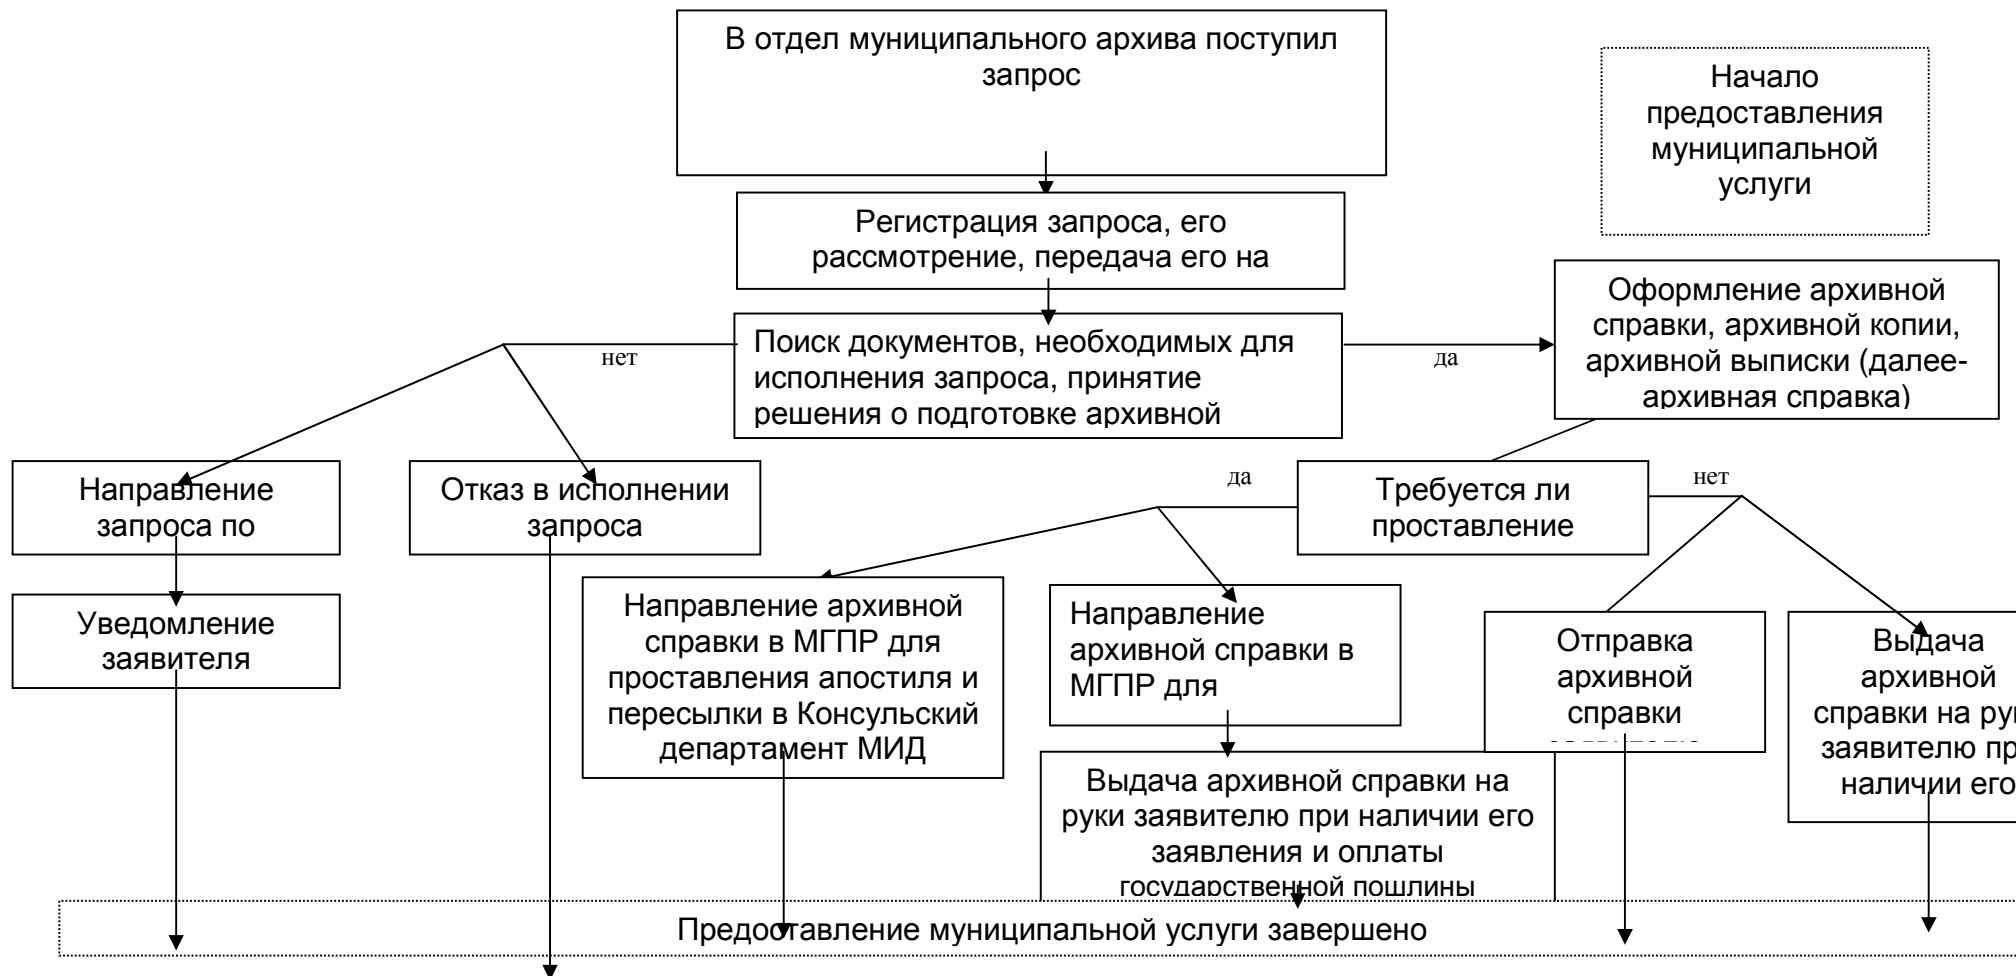 В отдел муниципального архива поступил
запрос
Начало
предоставления
муниципальной
услуги
Регистрация запроса, его
рассмотрение, передача его на
Оформление архивной
справки, архивной копии,
архивной выписки (далее-
архивная справка)
нет
Поиск документов, необходимых для
исполнения запроса, принятие
решения о подготовке архивной
да
Направление
запроса по
Отказ в исполнении
запроса
да
Требуется ли
проставление
нет
Уведомление
заявителя
Направление архивной
справки в МГПР для
проставления апостиля и
пересылки в Консульский
департамент МИД
Направление
архивной справки в
МГПР для
Отправка
архивной
справки
Выдача
архивной
справки на рук
заявителю пр
наличии его
Выдача архивной справки на
руки заявителю при наличии его
заявления и оплаты
государственной пошлины
Предоставление муниципальной услуги завершено